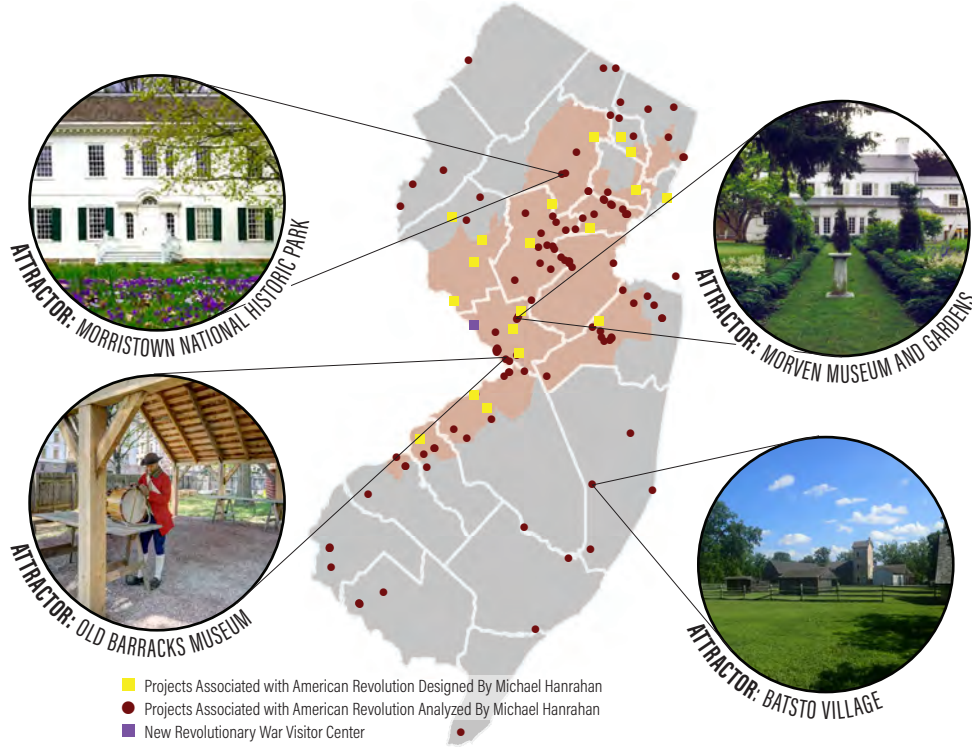 ATTRACTOR: MORRISTOWN NATIONAL HISTORIC PARK
ATTRACTOR: MORVEN MUSEUM AND GARDENS
ATTRACTOR: OLD BARRACKS MUSEUM
ATTRACTOR: BATSTO VILLAGE
Projects Associated with American Revolution Designed By Michael Hanrahan
Projects Associated with American Revolution Analyzed By Michael Hanrahan
New Revolutionary War Visitor Center